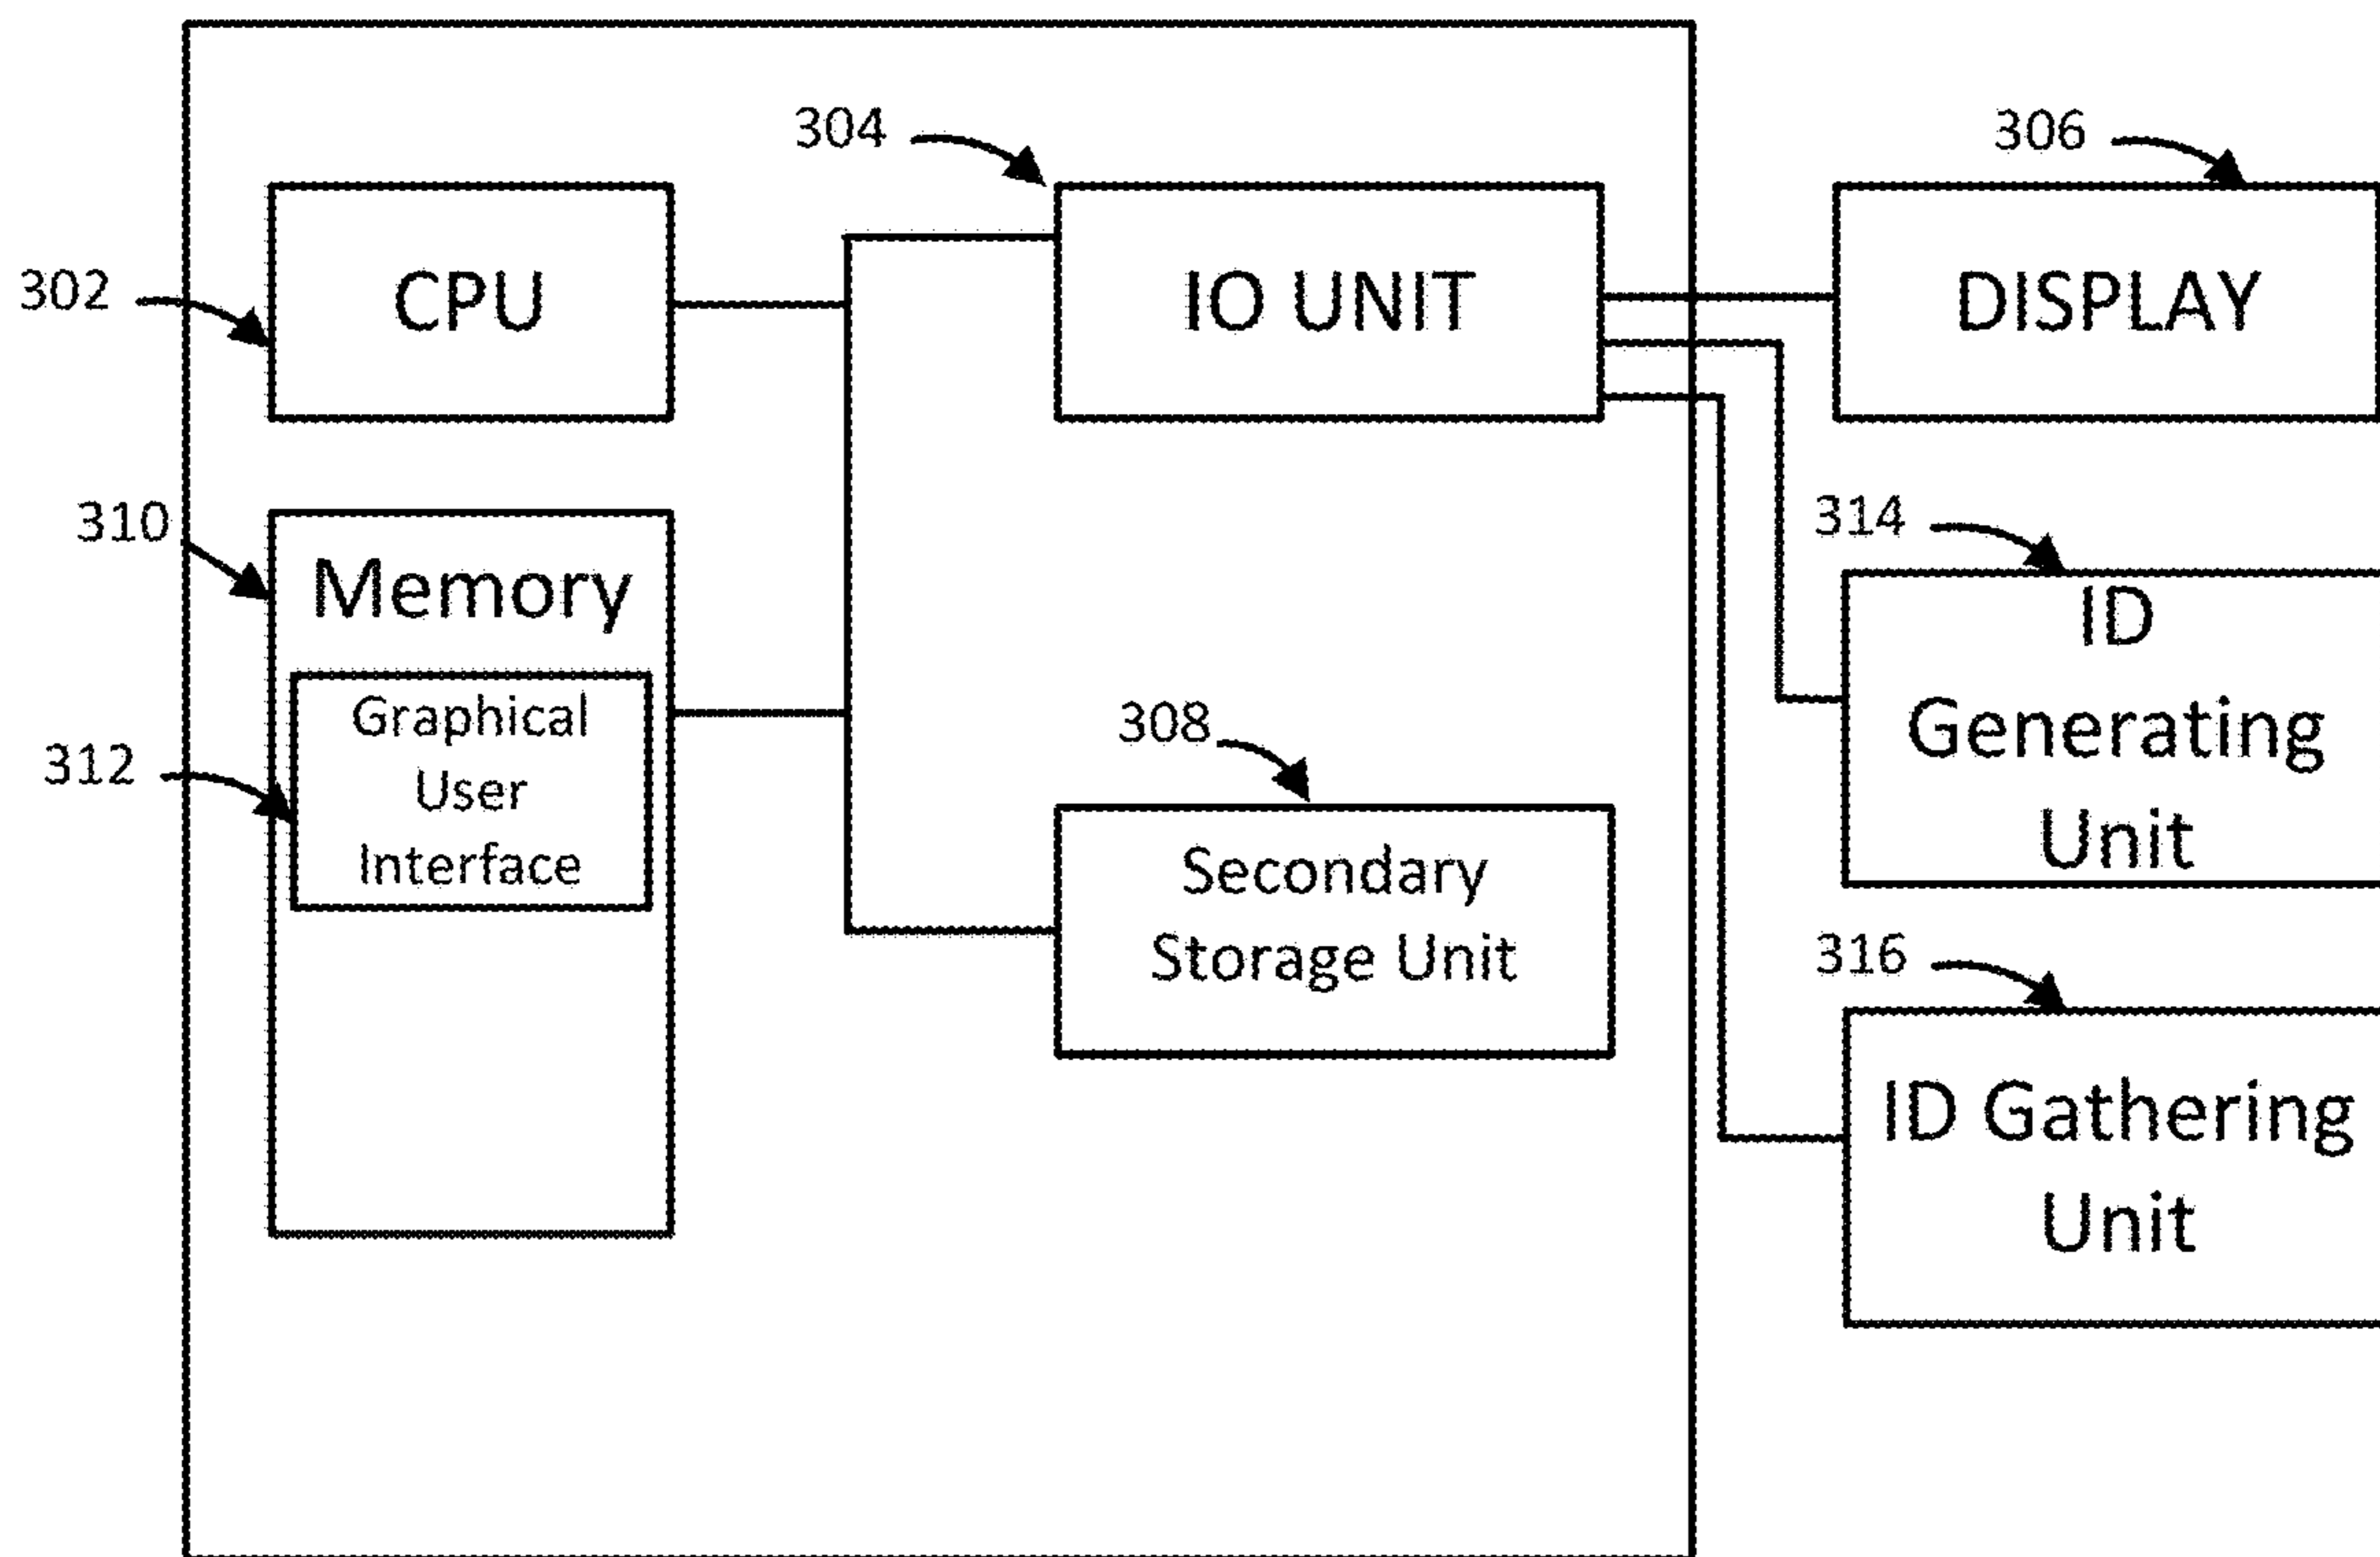 304
306
302
CPU
IO UNIT
DISPLAY
310
Memory
314
ID
Generating
Unit
312
Graphical
User
Interface
308
Secondary
Storage Unit
316
ID Gathering
Unit